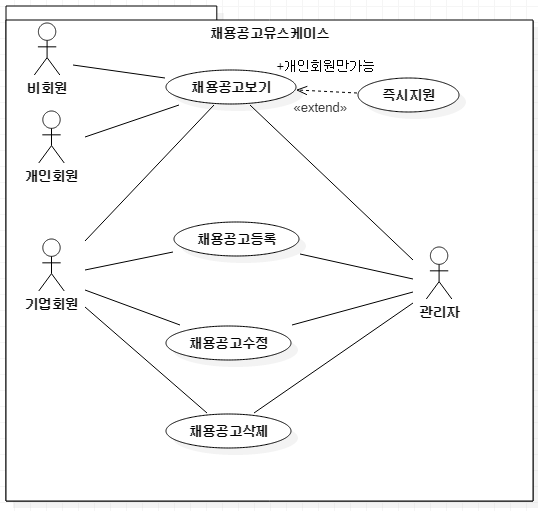 채용공고유스케이스
비회원
채용공고보기
+개인회원만가능
«extend»
즉시지원
개인회원
채용공고등록
기업회원
관리자
채용공고수정
채용공고삭제